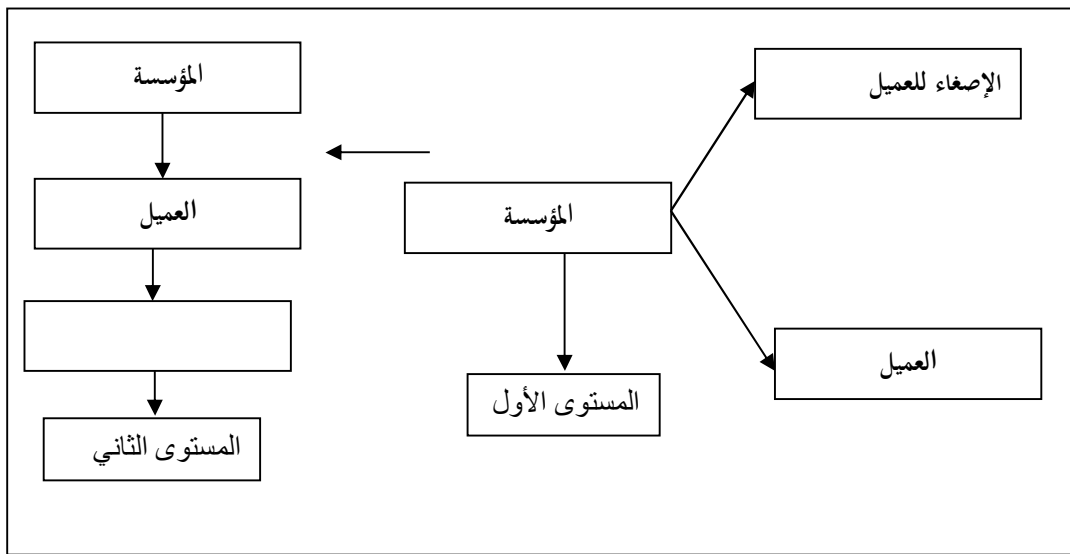 الإصغاء للعميل
المؤسسة
العميل
المستوى الأول
المؤسسة
العميل
المستوى الثاني